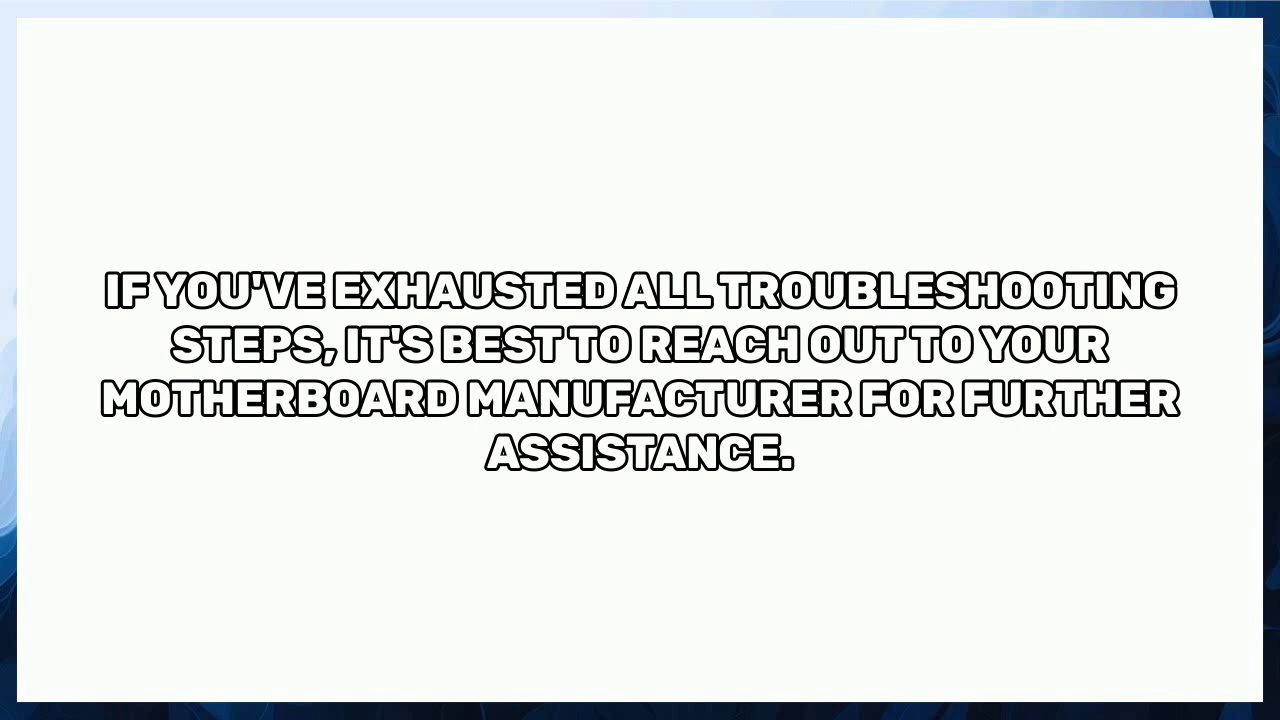 IF YOU'VE EXHAUSTED ALL TROUBLESHOOTING
STEPS, IT'S BEST TO REACH OUT TO YOUR
MOTHERBOARD MANUFACTURER FOR FURTHER
ASSISTANCE.